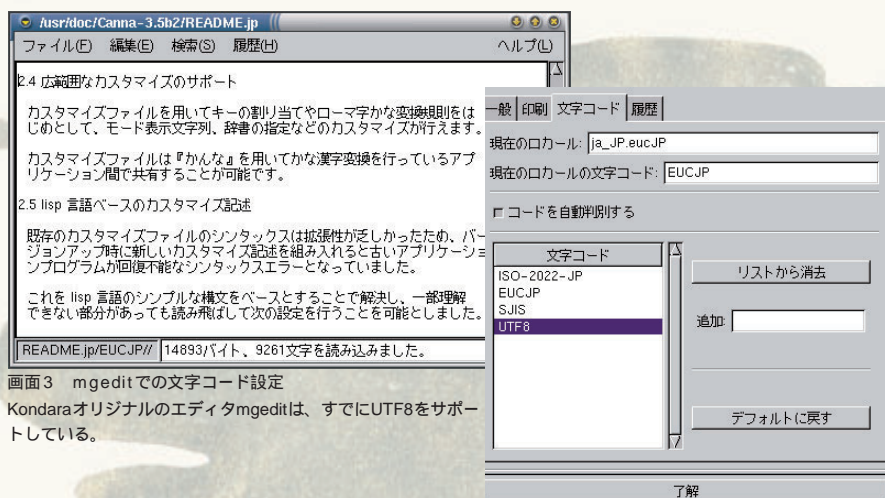 /usr/doc/Canna-3.5b2/README.jp
ファイル(F) 編集(E) 検索(S) 履歴(H) ヘルプ(L)
2.4 広範囲なカスタマイズのサポート
カスタマイズファイルを用いてキーの割り当てやローマ字かな変換規則をは
じめとして、モード表示文字列、辞書の指定などのカスタマイズが行えます。
カスタマイズファイルは『かんな』を用いてかな漢字変換を行っているアプ
リケーション間で共有することが可能です。
2.5 lisp 言語ベースのカスタマイズ記述
既存のカスタマイズファイルのシンタックスは拡張性が乏しかったため、バー
ジョンアップ時に新しいカスタマイズ記述を組み入れると古いアプリケーショ
ンプログラムが回復不能なシンタックスエラーとなっていました。
これを lisp 言語のシンプルな構文をベースとすることで解決し、一部理解
できない部分があっても読み飛ばして次の設定を行うことを可能としました。
README.jp/EUCJP// 14893バイト、9261文字を読み込みました。
画面3 mgeditでの文字コード設定
KondaraオリジナルのエディタmgeditはすでにUTF8をサポー
トしている。
一般 印刷 文字コード 履歴
現在のロカール: ja_JP.eucJP
現在のロカールの文字コード: EUCJP
コードを自動判別する
文字コード
ISO-2022-JP
EUCJP
SJIS
UTF8
リストから消去
追加:
デフォルトに戻す
了解